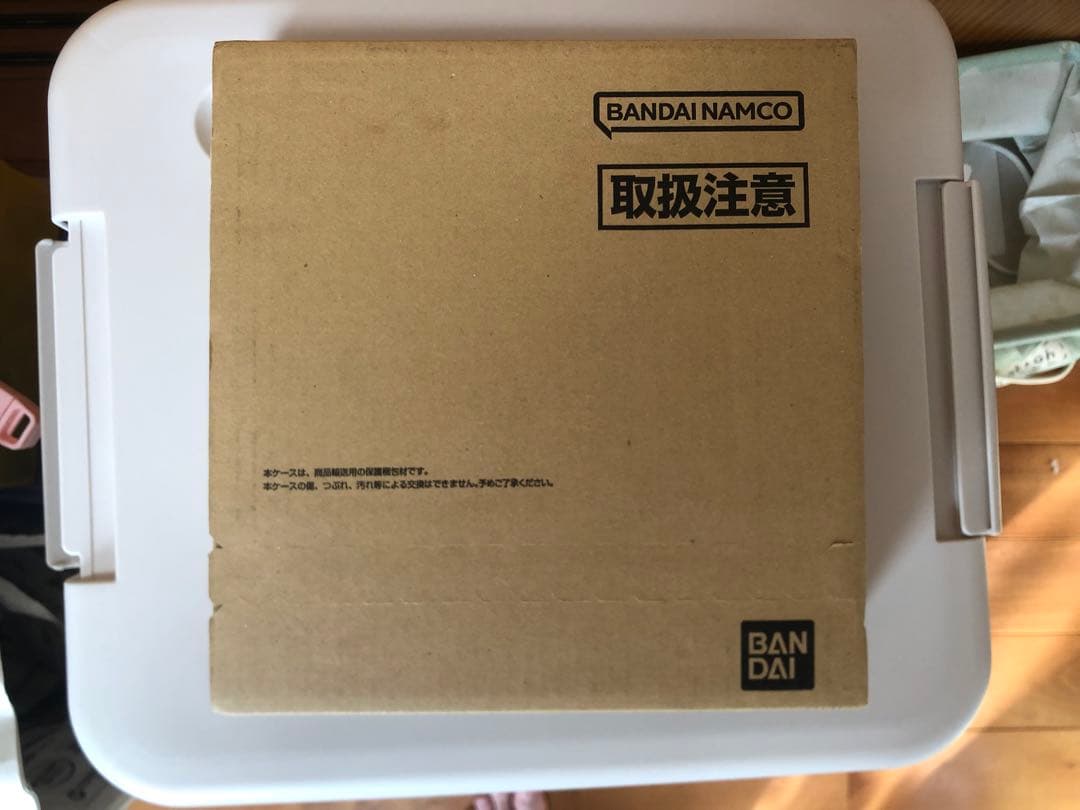 BANDAI NAMCO
取扱注意
本ケースは、商品輸送用の保護梱包材です。
本ケースの傷、つぶれ、汚れ等による交換はできません。予めご了承ください。
BAN
DAI